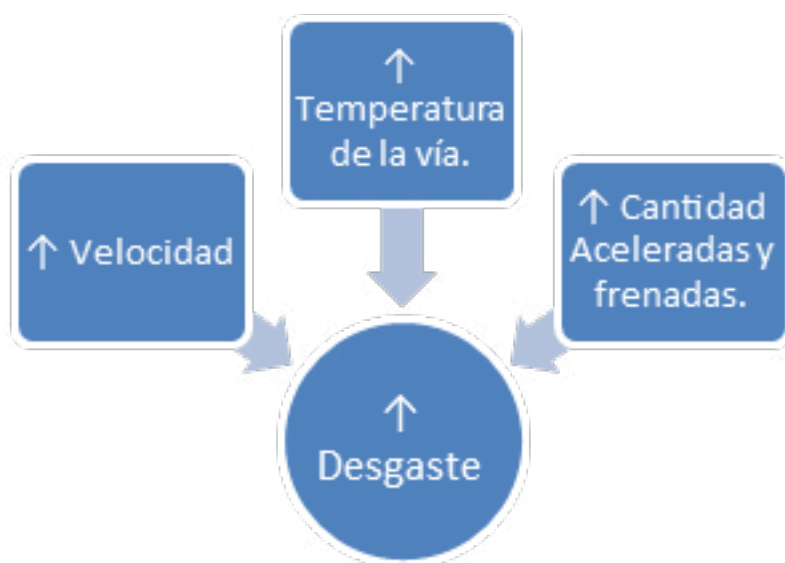 ↑
Temperatura
de la vía.
↑ Velocidad
↑ Cantidad
Aceleradas y
frenadas.
↑
Desgaste